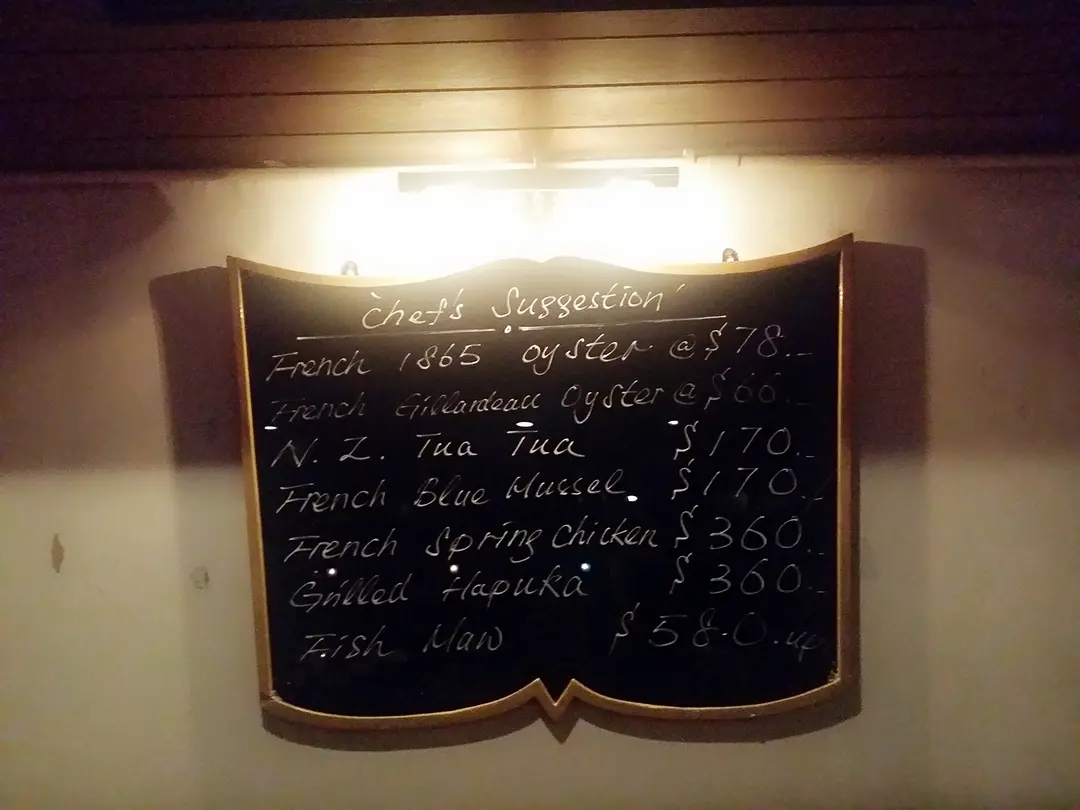 'Chef's Suggestion'
French 1865 Oyster @ $78.-
French Gillardeau Oyster @ $66.-
N.Z. Tua Tua $170.-
French Blue Mussel $170.-
French Spring Chicken $360.-
Grilled Hapuka $360.-
Fish Maw $580.up